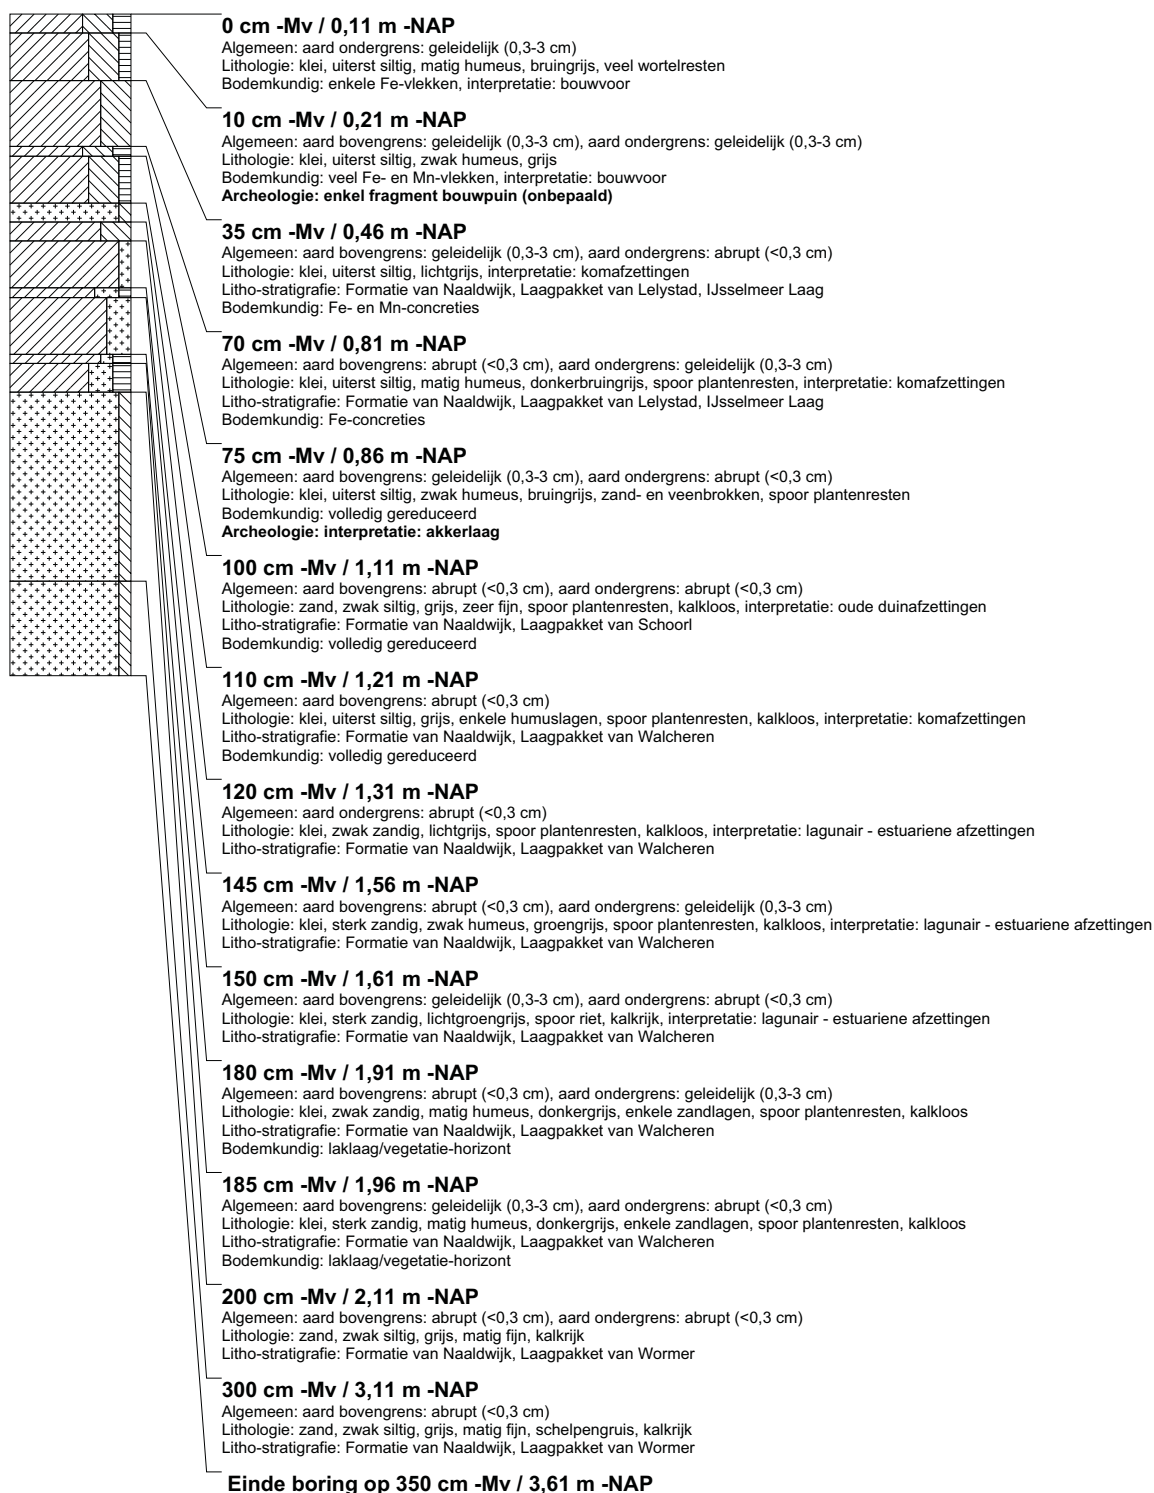 0 cm -Mv / 0,11 m -NAP
Algemeen: aard ondergrens: geleidelijk (0,3-3 cm)
Lithologie: klei, uiterst siltig, matig humeus, bruingrijs, veel wortelresten
Bodemkundig: enkele Fe-vlekken, interpretatie: bouwvoor
10 cm -Mv / 0,21 m -NAP
Algemeen: aard bovengrens: geleidelijk (0,3-3 cm), aard ondergrens: geleidelijk (0,3-3 cm)
Lithologie: klei, uiterst siltig, zwak humeus, grijs
Bodemkundig: veel Fe- en Mn-vlekken, interpretatie: bouwvoor
Archeologie: enkel fragment bouwpuin (onbepaald)
35 cm -Mv / 0,46 m -NAP
Algemeen: aard bovengrens: geleidelijk (0,3-3 cm), aard ondergrens: abrupt (<0,3 cm)
Lithologie: klei, uiterst siltig, lichtgrijs, interpretatie: komafzettingen
Litho-stratigrafie: Formatie van Naaldwijk, Laagpakket van Lelystad, IJsselmeer Laag
Bodemkundig: Fe- en Mn-concreties
70 cm -Mv / 0,81 m -NAP
Algemeen: aard bovengrens: abrupt (<0,3 cm), aard ondergrens: geleidelijk (0,3-3 cm)
Lithologie: klei, uiterst siltig, matig humeus, donkerbruingrijs, spoor plantenresten, interpretatie: komafzettingen
Litho-stratigrafie: Formatie van Naaldwijk, Laagpakket van Lelystad, IJsselmeer Laag
Bodemkundig: Fe-concreties
75 cm -Mv / 0,86 m -NAP
Algemeen: aard bovengrens: geleidelijk (0,3-3 cm), aard ondergrens: abrupt (<0,3 cm)
Lithologie: klei, uiterst siltig, zwak humeus, bruingrijs, zand- en veenbrokken, spoor plantenresten
Bodemkundig: volledig gereduceerd
Archeologie: interpretatie: akkerlaag
100 cm -Mv / 1,11 m -NAP
Algemeen: aard bovengrens: abrupt (<0,3 cm), aard ondergrens: abrupt (<0,3 cm)
Lithologie: zand, zwak siltig, grijs, zeer fijn, spoor plantenresten, kalkloos, interpretatie: oude duinafzettingen
Litho-stratigrafie: Formatie van Naaldwijk, Laagpakket van Schoorl
Bodemkundig: volledig gereduceerd
110 cm -Mv / 1,21 m -NAP
Algemeen: aard bovengrens: abrupt (<0,3 cm)
Lithologie: klei, uiterst siltig, grijs, enkele humuslagen, spoor plantenresten, kalkloos, interpretatie: komafzettingen
Litho-stratigrafie: Formatie van Naaldwijk, Laagpakket van Walcheren
Bodemkundig: volledig gereduceerd
120 cm -Mv / 1,31 m -NAP
Algemeen: aard ondergrens: abrupt (<0,3 cm)
Lithologie: klei, zwak zandig, lichtgrijs, spoor plantenresten, kalkloos, interpretatie: lagunair - estuariene afzettingen
Litho-stratigrafie: Formatie van Naaldwijk, Laagpakket van Walcheren
145 cm -Mv / 1,56 m -NAP
Algemeen: aard bovengrens: abrupt (<0,3 cm), aard ondergrens: geleidelijk (0,3-3 cm)
Lithologie: klei, sterk zandig, zwak humeus, groengrijs, spoor plantenresten, kalkloos, interpretatie: lagunair - estuariene afzettingen
Litho-stratigrafie: Formatie van Naaldwijk, Laagpakket van Walcheren
150 cm -Mv / 1,61 m -NAP
Algemeen: aard bovengrens: geleidelijk (0,3-3 cm), aard ondergrens: abrupt (<0,3 cm)
Lithologie: klei, sterk zandig, lichtgroengrijs, spoor riet, kalkrijk, interpretatie: lagunair - estuariene afzettingen
Litho-stratigrafie: Formatie van Naaldwijk, Laagpakket van Walcheren
180 cm -Mv / 1,91 m -NAP
Algemeen: aard bovengrens: abrupt (<0,3 cm), aard ondergrens: geleidelijk (0,3-3 cm)
Lithologie: klei, zwak zandig, matig humeus, donkergrijs, enkele zandlagen, spoor plantenresten, kalkloos
Litho-stratigrafie: Formatie van Naaldwijk, Laagpakket van Walcheren
Bodemkundig: laklaag/vegetatie-horizont
185 cm -Mv / 1,96 m -NAP
Algemeen: aard bovengrens: geleidelijk (0,3-3 cm), aard ondergrens: abrupt (<0,3 cm)
Lithologie: klei, sterk zandig, matig humeus, donkergrijs, enkele zandlagen, spoor plantenresten, kalkloos
Litho-stratigrafie: Formatie van Naaldwijk, Laagpakket van Walcheren
Bodemkundig: laklaag/vegetatie-horizont
200 cm -Mv / 2,11 m -NAP
Algemeen: aard bovengrens: abrupt (<0,3 cm), aard ondergrens: abrupt (<0,3 cm)
Lithologie: zand, zwak siltig, grijs, matig fijn, kalkrijk
Litho-stratigrafie: Formatie van Naaldwijk, Laagpakket van Wormer
300 cm -Mv / 3,11 m -NAP
Algemeen: aard bovengrens: abrupt (<0,3 cm)
Lithologie: zand, zwak siltig, grijs, matig fijn, schelpengruis, kalkrijk
Litho-stratigrafie: Formatie van Naaldwijk, Laagpakket van Wormer
Einde boring op 350 cm -Mv / 3,61 m -NAP